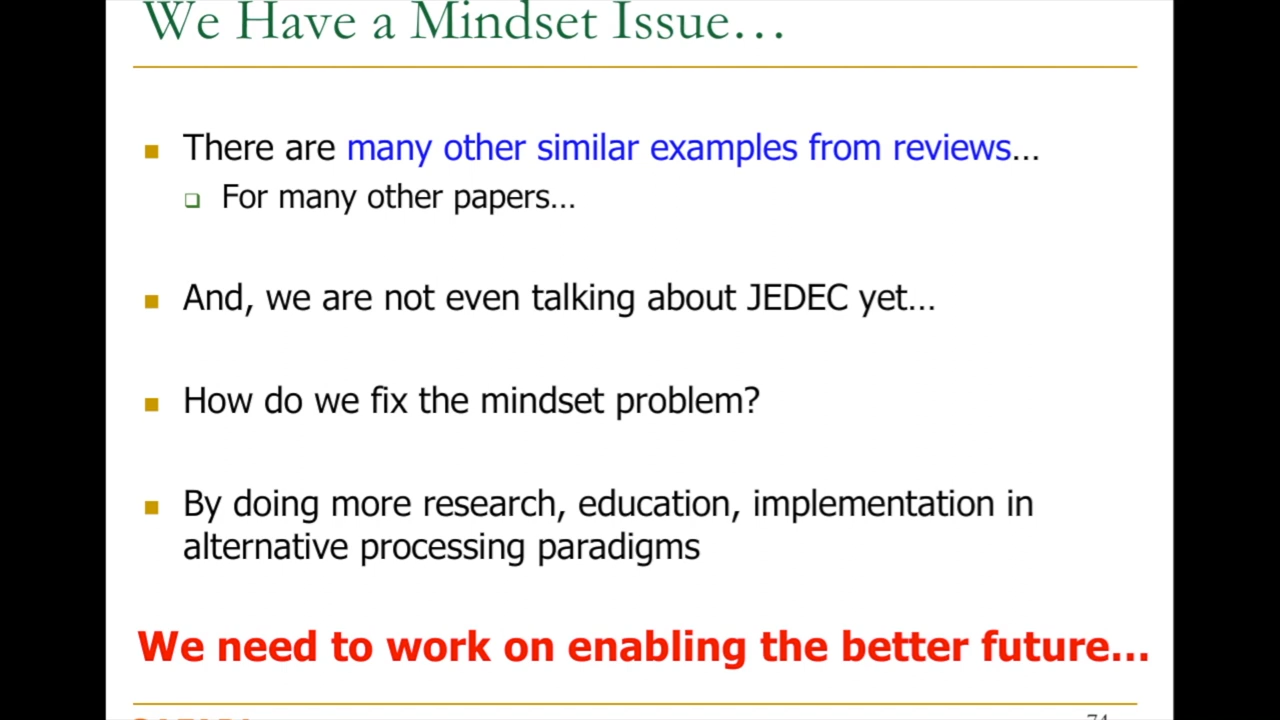 We Have a Mindset Issue…
There are many other similar examples from reviews…
For many other papers…
And, we are not even talking about JEDEC yet…
How do we fix the mindset problem?
By doing more research, education, implementation in
alternative processing paradigms
We need to work on enabling the better future…